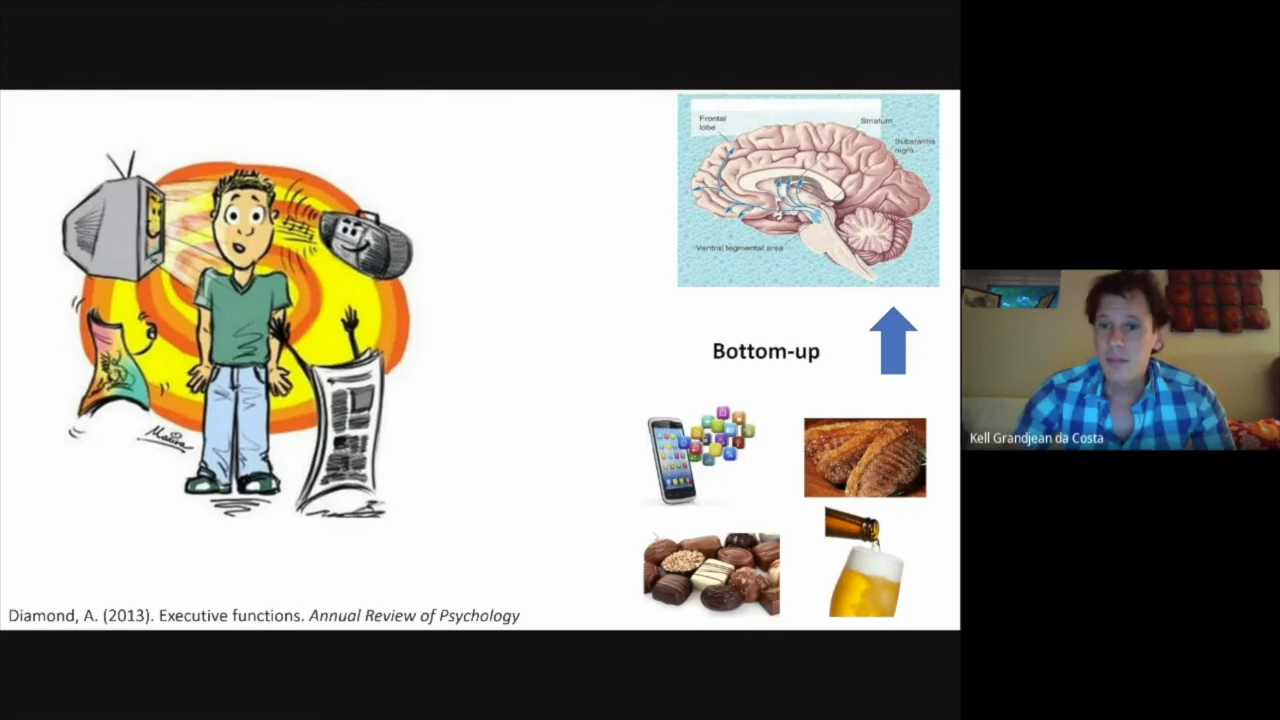 Frontal
lobe
Striatum
Substantia
nigra
Ventral tegmental area
Bottom-up
Kell Grandjean da Costa
Diamond, A. (2013). Executive functions. Annual Review of Psychology